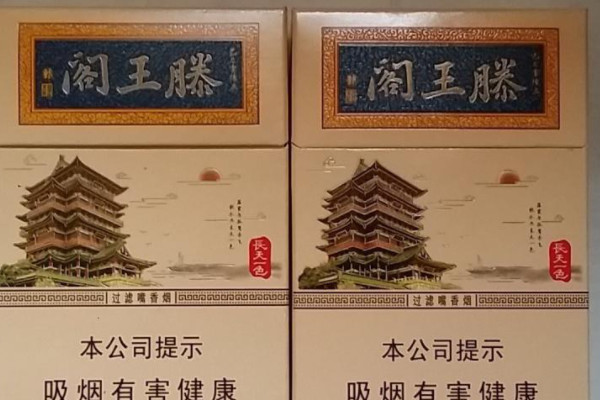 滕王阁
長天一色
过滤嘴香烟
本公司提示
吸烟有害健康
滕王阁
長天一色
过滤嘴香烟
本公司提示
吸烟有害健康